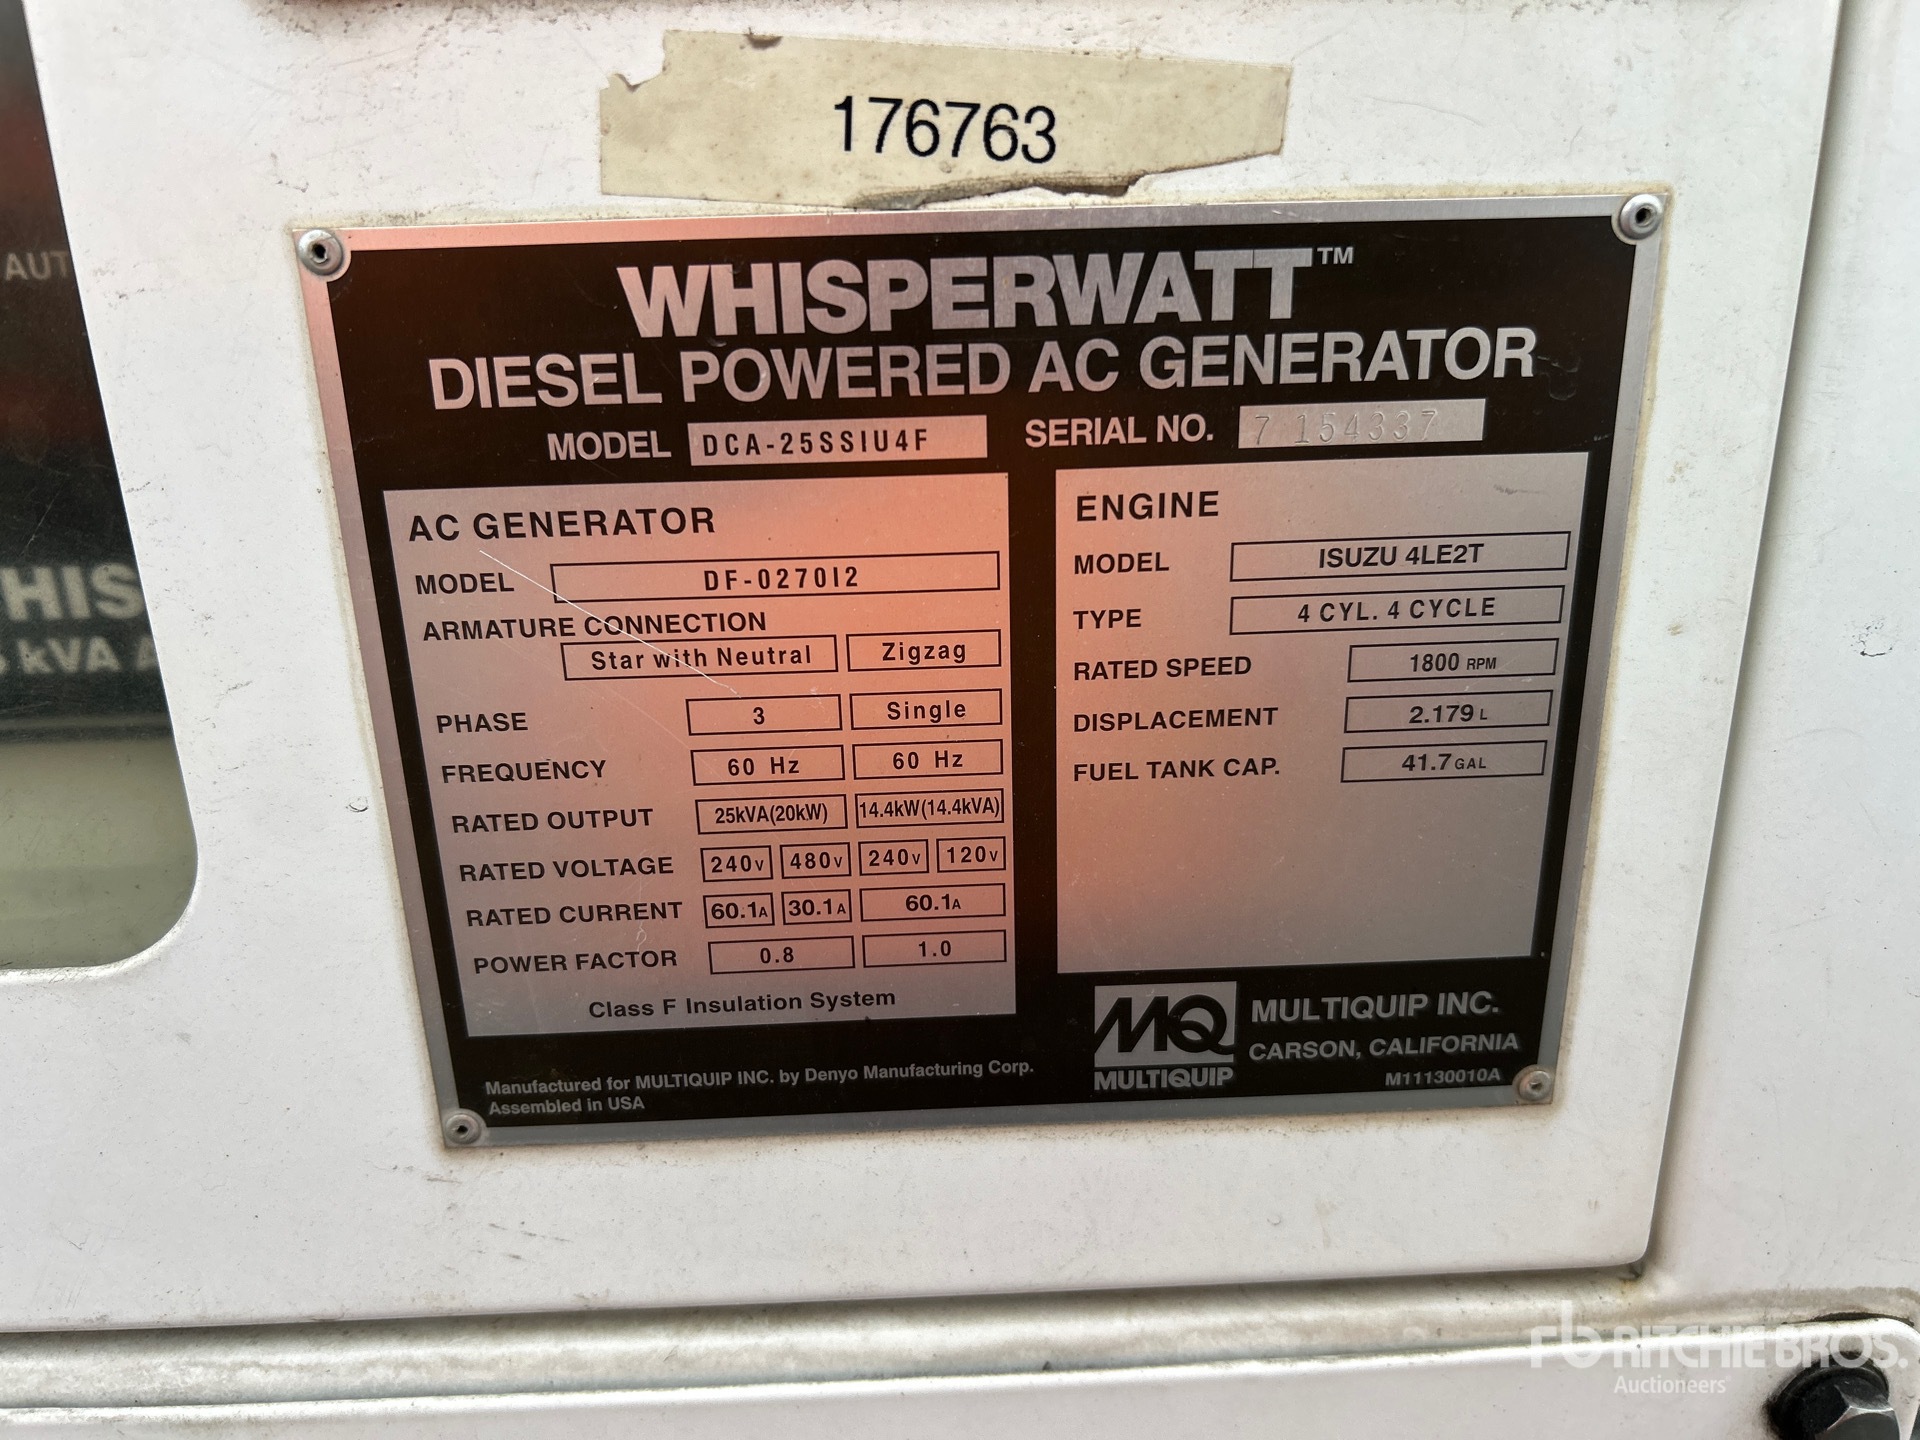 176763
WHISPERWATT™
DIESEL POWERED AC GENERATOR
MODEL DCA-25SSIU4F SERIAL NO. 7154337
AC GENERATOR
MODEL DF-0270I2
ARMATURE CONNECTION
Star with Neutral Zigzag
PHASE 3 Single
FREQUENCY 60 Hz 60 Hz
RATED OUTPUT 25kVA(20kW) 14.4kW(14.4kVA)
RATED VOLTAGE 240V 480V 240V 120V
RATED CURRENT 60.1A 30.1A 60.1A
POWER FACTOR 0.8 1.0
Class F Insulation System
ENGINE
MODEL ISUZU 4LE2T
TYPE 4 CYL. 4 CYCLE
RATED SPEED 1800 RPM
DISPLACEMENT 2.179 L
FUEL TANK CAP. 41.7 GAL
Manufactured for MULTIQUIP INC. by Denyo Manufacturing Corp.
Assembled in USA
MQ
MULTIQUIP
MULTIQUIP INC.
CARSON, CALIFORNIA
M11130010A
AUT
HIS
kVA A
rb RITCHIE BROS.
Auctioneers